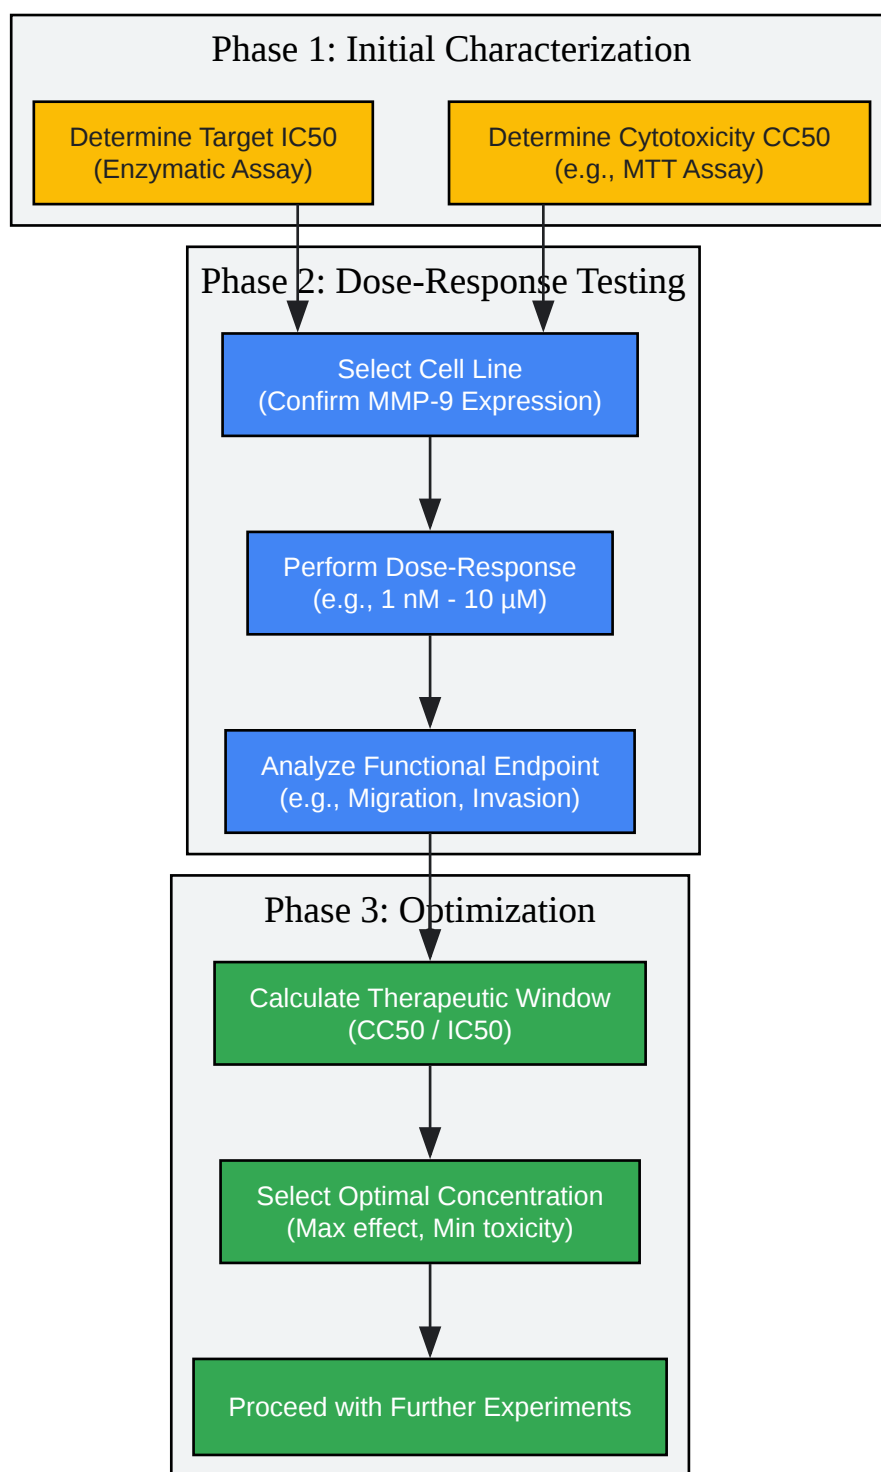 Phase 1: Initial Characterization
Determine Target IC50
(Enzymatic Assay)
Determine Cytotoxicity CC50
(e.g., MTT Assay)
Phase 2: Dose-Response Testing
Select Cell Line
(Confirm MMP-9 Expression)
Perform Dose-Response
(e.g., 1 nM - 10 µM)
Analyze Functional Endpoint
(e.g., Migration, Invasion)
Phase 3: Optimization
Calculate Therapeutic Window
(CC50 / IC50)
Select Optimal Concentration
(Max effect, Min toxicity)
Proceed with Further Experiments